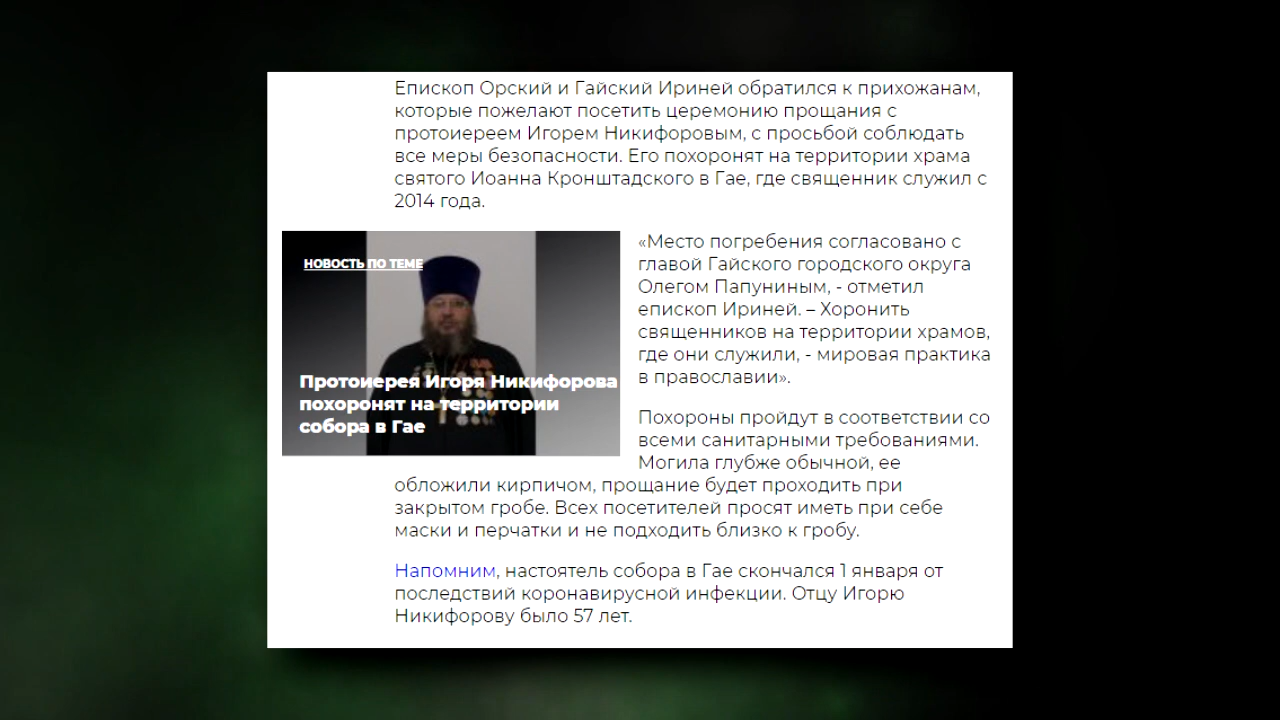 Епископ Орский и Гайский Ириней обратился к прихожанам,
которые пожелают посетить церемонию прощания с
протоиереем Игорем Никифоровым, с просьбой соблюдать
все меры безопасности. Его похоронят на территории храма
святого Иоанна Кронштадского в Гае, где священник служил с
2014 года.
НОВОСТЬ ПО ТЕМЕ
Протоиерея Игоря Никифорова
похоронят на территории
собора в Гае
«Место погребения согласовано с
главой Гайского городского округа
Олегом Папуниным, - отметил
епископ Ириней. – Хоронить
священников на территории храмов,
где они служили, - мировая практика
в православии».
Похороны пройдут в соответствии со
всеми санитарными требованиями.
Могила глубже обычной, ее
обложили кирпичом, прощание будет проходить при
закрытом гробе. Всех посетителей просят иметь при себе
маски и перчатки и не подходить близко к гробу.
Напомним, настоятель собора в Гае скончался 1 января от
последствий коронавирусной инфекции. Отцу Игорю
Никифорову было 57 лет.